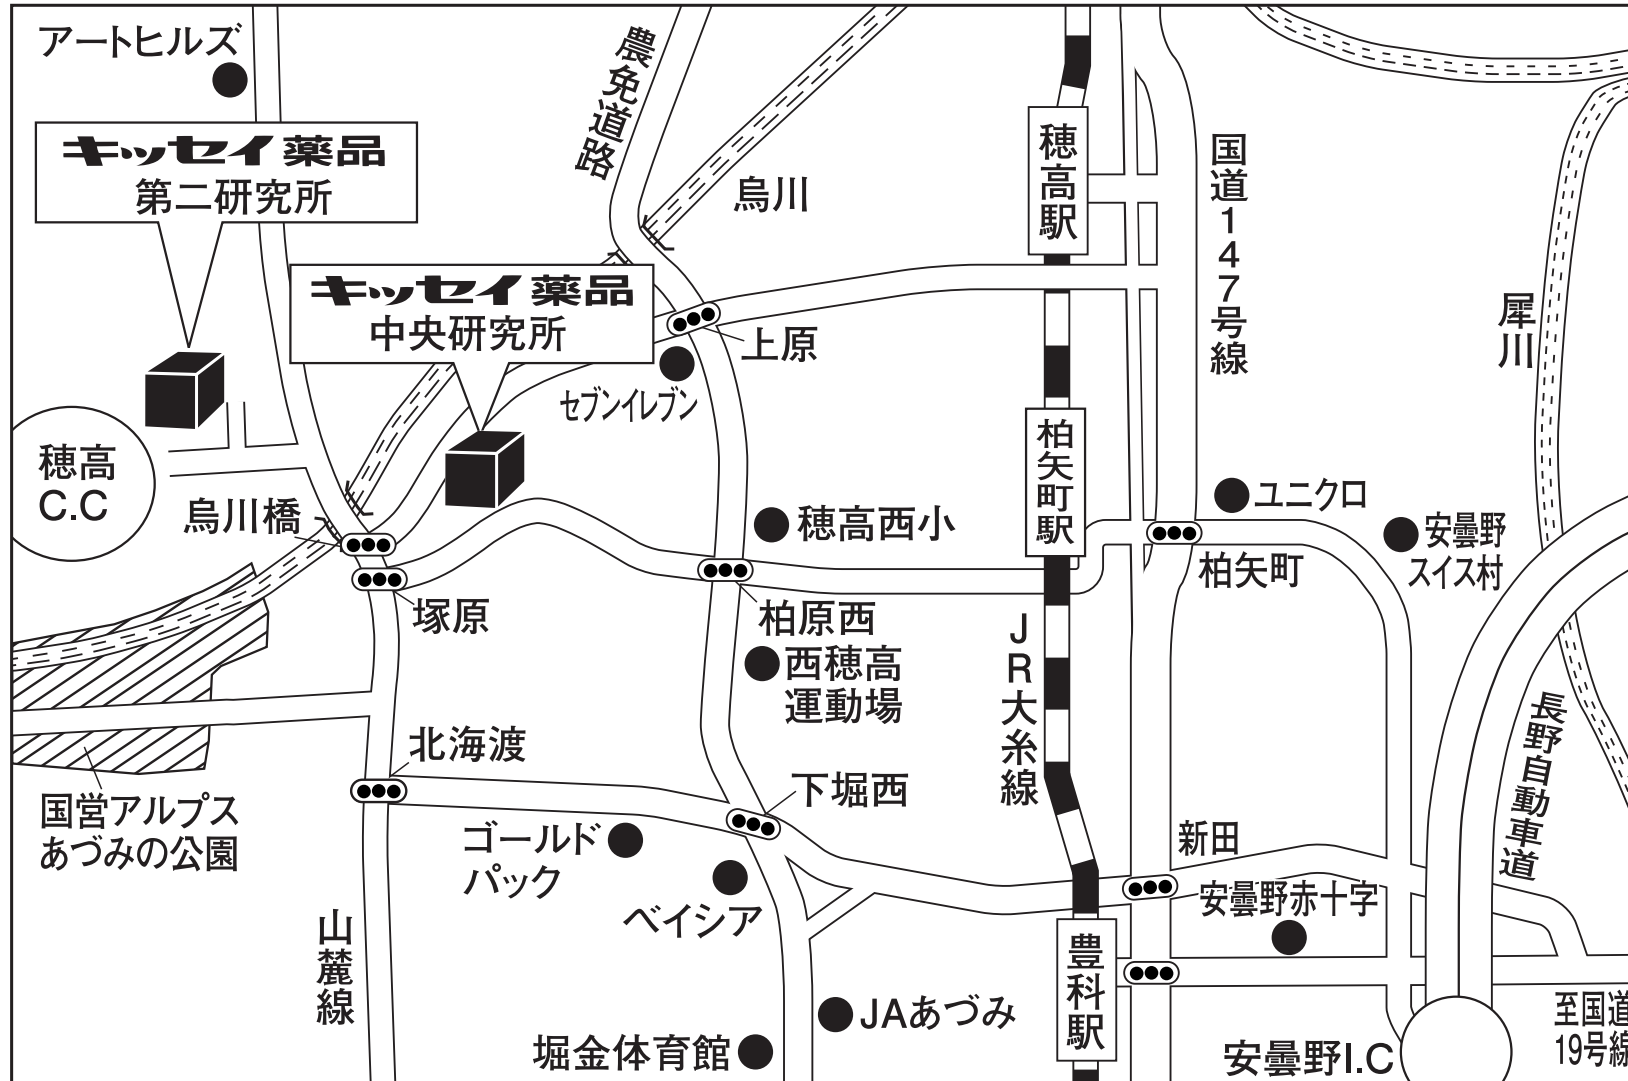 アートヒルズ
キッセイ薬品
第二研究所
農免道路
烏川
穂高駅
国道147号線
犀川
キッセイ薬品
中央研究所
上原
セブンイレブン
穂高
C.C
烏川橋
塚原
穂高西小
柏矢町駅
ユニクロ
安曇野
スイス村
柏矢町
柏原西
西穂高
運動場
JR大糸線
北海渡
下堀西
長野自動車道
国営アルプス
あづみの公園
ゴールド
パック
ベイシア
新田
安曇野赤十字
山麓線
豊科駅
JAあづみ
堀金体育館
安曇野I.C
至国道
19号線